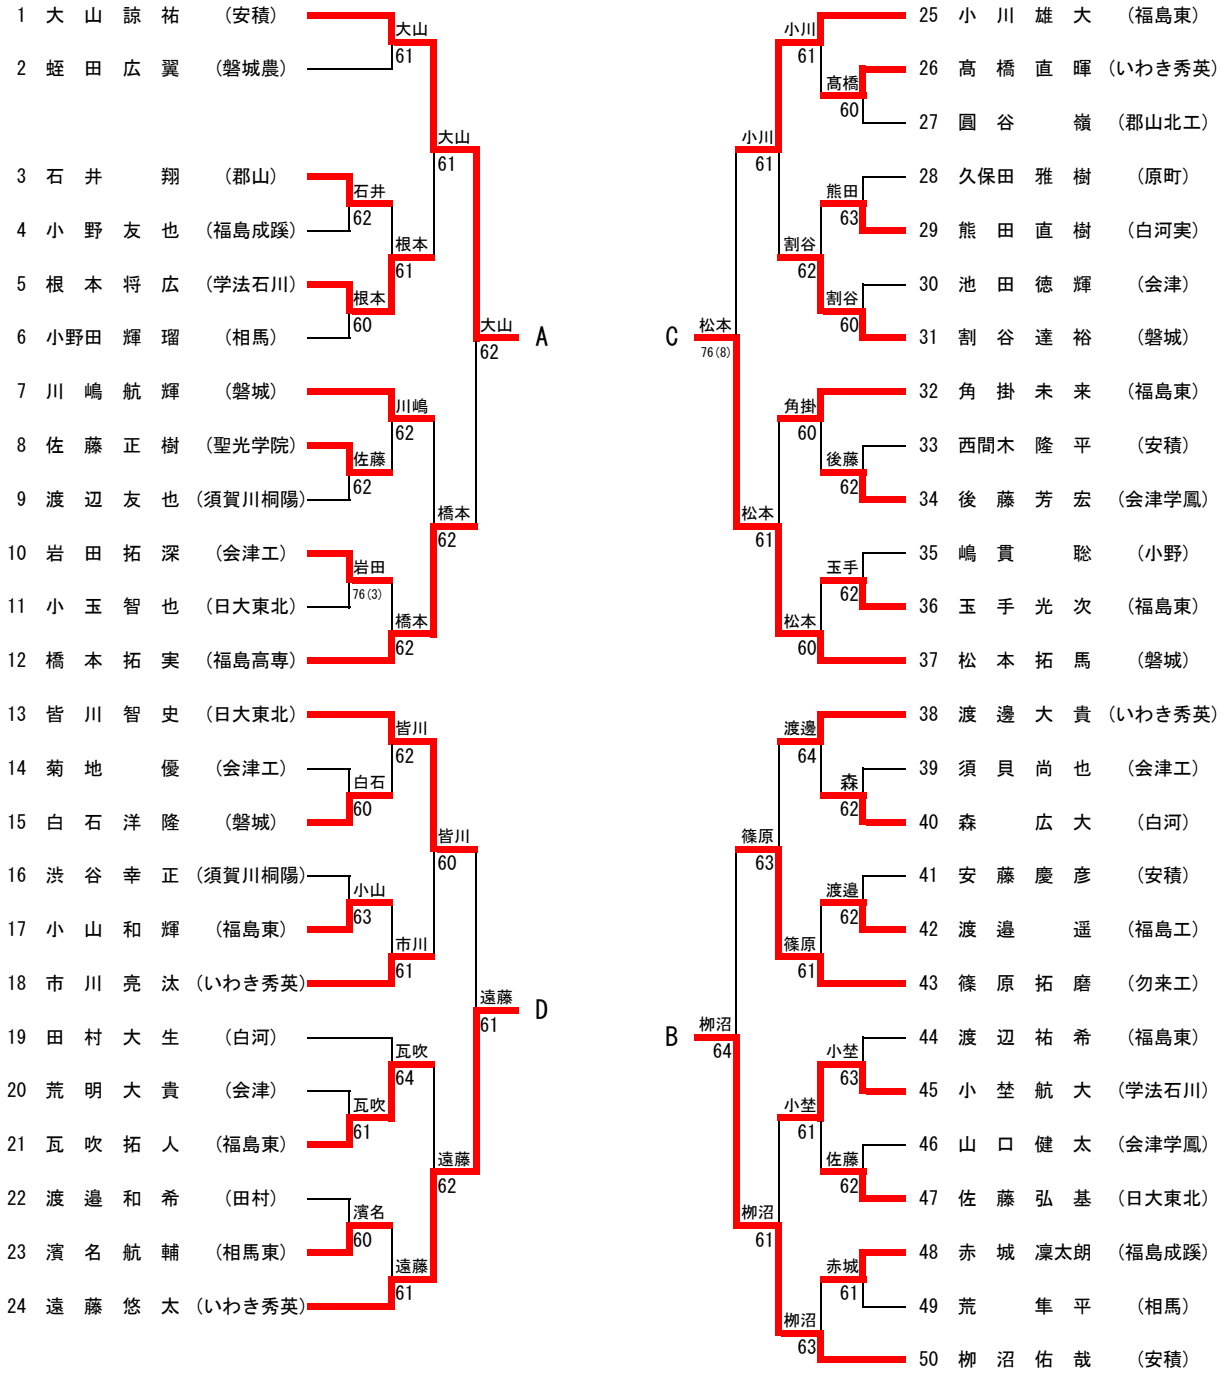 1 大 山 諒 祐 (安積)
大山
61
2 蛭 田 広 翼 (磐城農)
大山
61
3 石 井 翔 (郡山)
石井
62
4 小 野 友 也 (福島成蹊)
根本
61
5 根 本 将 広 (学法石川)
根本
60
6 小野田 輝 瑠 (相馬)
大山
62
A
7 川 嶋 航 輝 (磐城)
川嶋
62
8 佐 藤 正 樹 (聖光学院)
佐藤
62
9 渡 辺 友 也 (須賀川桐陽)
橋本
62
10 岩 田 拓 深 (会津工)
岩田
76(3)
11 小 玉 智 也 (日大東北)
橋本
62
12 橋 本 拓 実 (福島高専)
13 皆 川 智 史 (日大東北)
皆川
62
14 菊 地 優 (会津工)
白石
60
15 白 石 洋 隆 (磐城)
皆川
60
16 渋 谷 幸 正 (須賀川桐陽)
小山
63
17 小 山 和 輝 (福島東)
市川
61
18 市 川 亮 汰 (いわき秀英)
遠藤
61
D
19 田 村 大 生 (白河)
瓦吹
64
20 荒 明 大 貴 (会津)
瓦吹
61
21 瓦 吹 拓 人 (福島東)
遠藤
62
22 渡 邉 和 希 (田村)
濱名
60
23 濱 名 航 輔 (相馬東)
遠藤
61
24 遠 藤 悠 太 (いわき秀英)
25 小 川 雄 大 (福島東)
小川
61
26 髙 橋 直 暉 (いわき秀英)
髙橋
60
27 圓 谷 嶺 (郡山北工)
小川
61
28 久保田 雅 樹 (原町)
熊田
63
29 熊 田 直 樹 (白河実)
割谷
62
30 池 田 徳 輝 (会津)
割谷
60
31 割 谷 達 裕 (磐城)
C
松本
76(8)
32 角 掛 未 来 (福島東)
角掛
60
33 西間木 隆 平 (安積)
後藤
62
34 後 藤 芳 宏 (会津学鳳)
松本
61
35 嶋 貫 聡 (小野)
玉手
62
36 玉 手 光 次 (福島東)
松本
60
37 松 本 拓 馬 (磐城)
38 渡 邊 大 貴 (いわき秀英)
渡邊
64
39 須 貝 尚 也 (会津工)
森
62
40 森 広 大 (白河)
篠原
63
41 安 藤 慶 彦 (安積)
渡邉
62
42 渡 邉 遥 (福島工)
篠原
61
43 篠 原 拓 磨 (勿来工)
B
栁沼
64
44 渡 辺 祐 希 (福島東)
小埜
63
45 小 埜 航 大 (学法石川)
小埜
61
46 山 口 健 太 (会津学鳳)
佐藤
62
47 佐 藤 弘 基 (日大東北)
栁沼
61
48 赤 城 凜太朗 (福島成蹊)
赤城
61
49 荒 隼 平 (相馬)
栁沼
63
50 栁 沼 佑 哉 (安積)